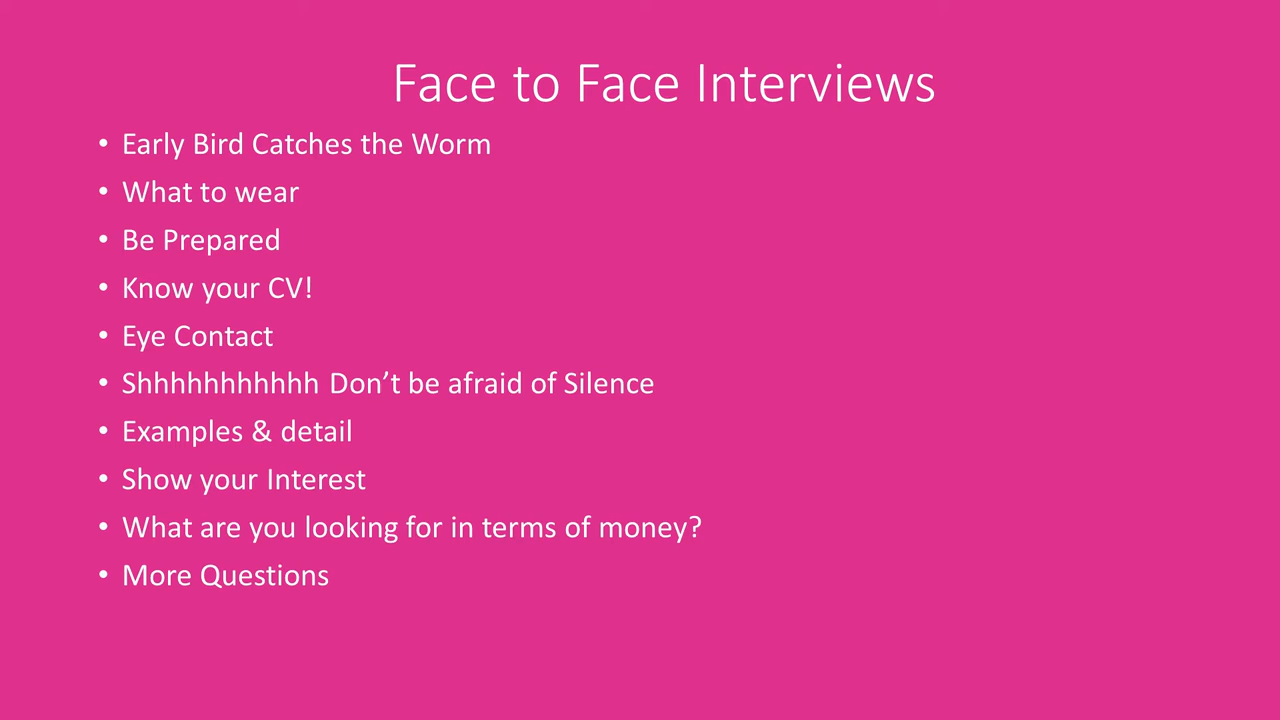 Face to Face Interviews
• Early Bird Catches the Worm
• What to wear
• Be Prepared
• Know your CV!
• Eye Contact
• Shhhhhhhhhhh Don’t be afraid of Silence
• Examples & detail
• Show your Interest
• What are you looking for in terms of money?
• More Questions